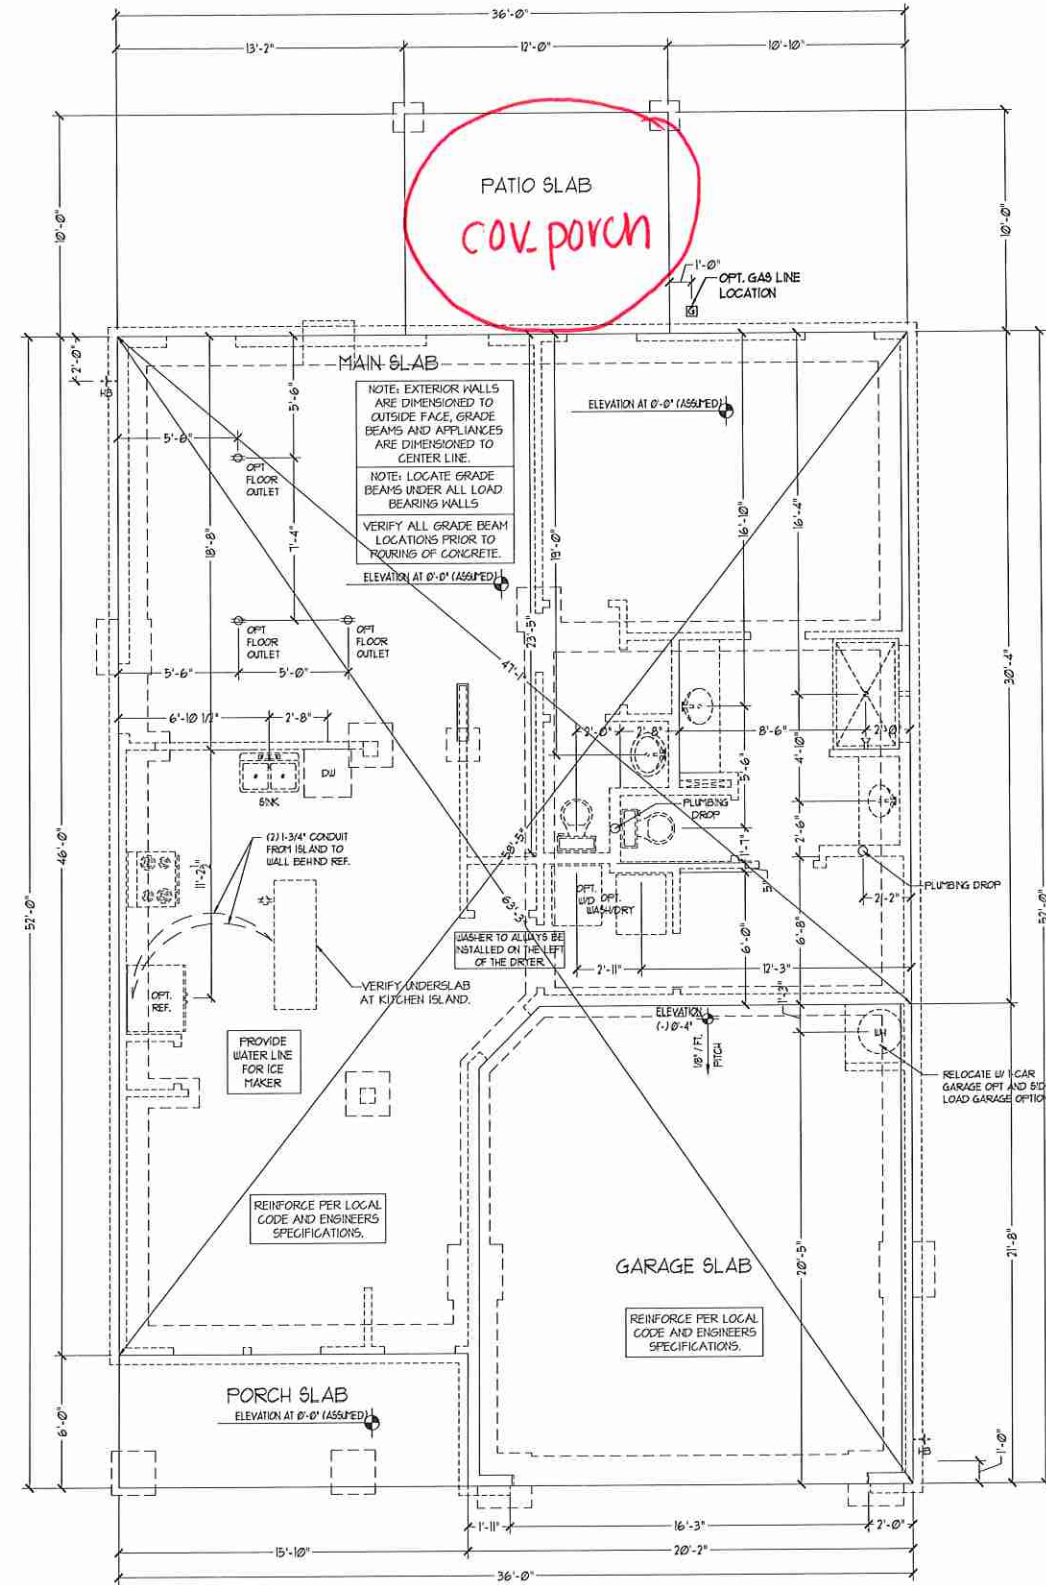 36'-0"
13'-2"
12'-0"
10'-10"
PATIO SLAB
cov. porch
10'-0"
10'-0"
1'-0"
OPT. GAS LINE
LOCATION
G
2'-0"
HB
MAIN SLAB
NOTE: EXTERIOR WALLS
ARE DIMENSIONED TO
OUTSIDE FACE, GRADE
BEAMS AND APPLIANCES
ARE DIMENSIONED TO
CENTER LINE.
NOTE: LOCATE GRADE
BEAMS UNDER ALL LOAD
BEARING WALLS
VERIFY ALL GRADE BEAM
LOCATIONS PRIOR TO
POURING OF CONCRETE.
ELEVATION AT 0'-0" (ASSUMED)
ELEVATION AT 0'-0" (ASSUMED)
5'-6"
5'-6"
OPT
FLOOR
OUTLET
18'-8"
7'-4"
19'-0"
16'-10"
16'-4"
OPT
FLOOR
OUTLET
OPT
FLOOR
OUTLET
5'-6"
5'-0"
23'-5"
47'-1"
30'-4"
6'-10 1/2"
2'-8"
2'-0"
2'-8"
8'-6"
2'-0"
SINK
DW
5'-6"
4'-10"
PLUMBING
DROP
2'-6"
1'-7"
5"
(2) 1-3/4" CONDUIT
FROM ISLAND TO
WALL BEHIND REF.
11'-2"
58'-5"
63'-3"
46'-0"
52'-0"
52'-0"
OPT.
W/D
OPT.
WASH/DRY
PLUMBING DROP
2'-2"
6'-0"
6'-8"
WASHER TO ALWAYS BE
INSTALLED ON THE LEFT
OF THE DRYER.
2'-11"
12'-3"
OPT.
REF.
VERIFY UNDERSLAB
AT KITCHEN ISLAND.
1'-3"
ELEVATION
(-) 0'-4"
1/8" / FT.
PITCH
WH
PROVIDE
WATER LINE
FOR ICE
MAKER
RELOCATE W/ 1-CAR
GARAGE OPT AND SID
LOAD GARAGE OPTIO
REINFORCE PER LOCAL
CODE AND ENGINEERS
SPECIFICATIONS.
GARAGE SLAB
20'-5"
21'-8"
REINFORCE PER LOCAL
CODE AND ENGINEERS
SPECIFICATIONS.
PORCH SLAB
ELEVATION AT 0'-0" (ASSUMED)
6'-0"
HB
1'-0"
1'-11"
16'-3"
2'-0"
15'-10"
20'-2"
36'-0"